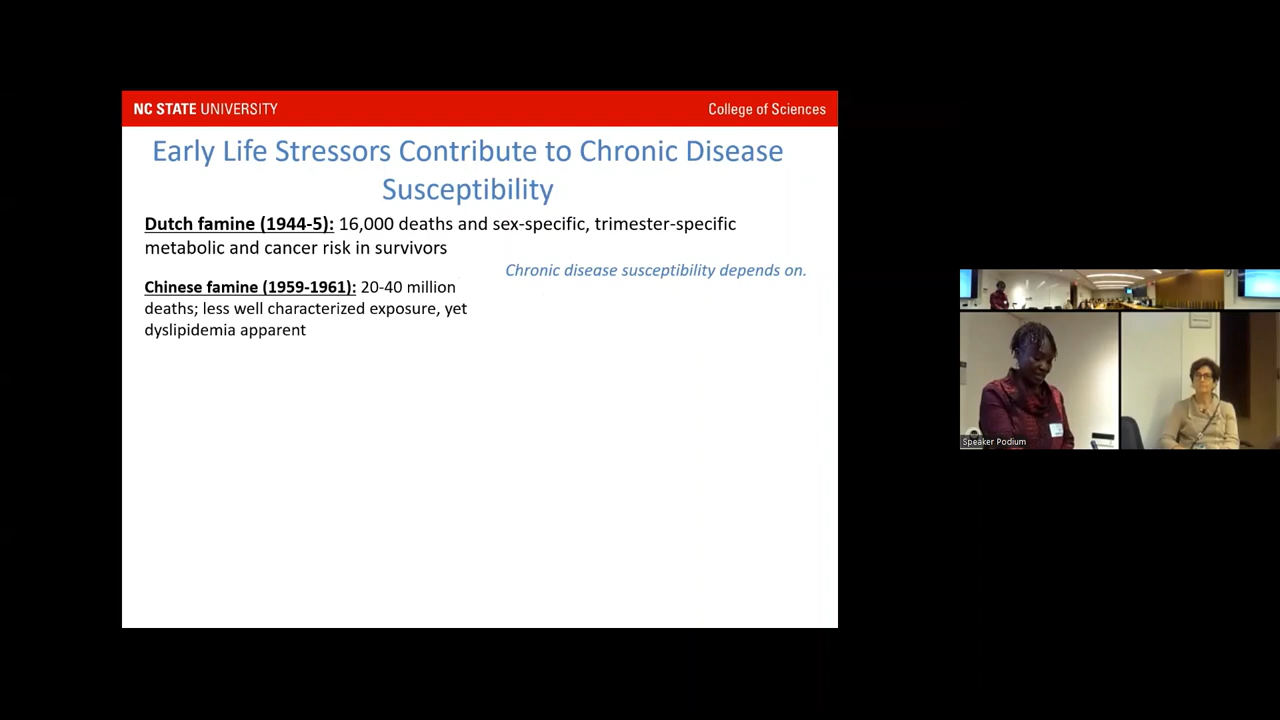 NC STATE UNIVERSITY
College of Sciences
Early Life Stressors Contribute to Chronic Disease
Susceptibility
Dutch famine (1944-5): 16,000 deaths and sex-specific, trimester-specific
metabolic and cancer risk in survivors
Chronic disease susceptibility depends on.
Chinese famine (1959-1961): 20-40 million
deaths; less well characterized exposure, yet
dyslipidemia apparent
Speaker Podium